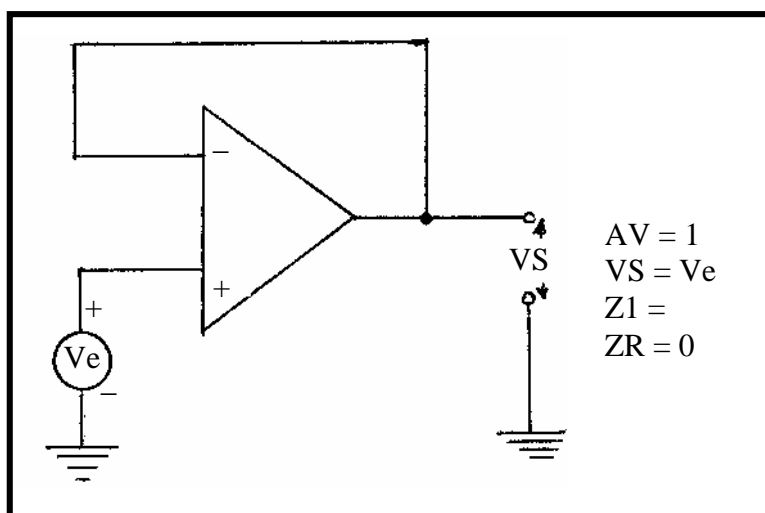 −
+
+
Ve
−
VS
AV = 1
VS = Ve
Z1 =
ZR = 0